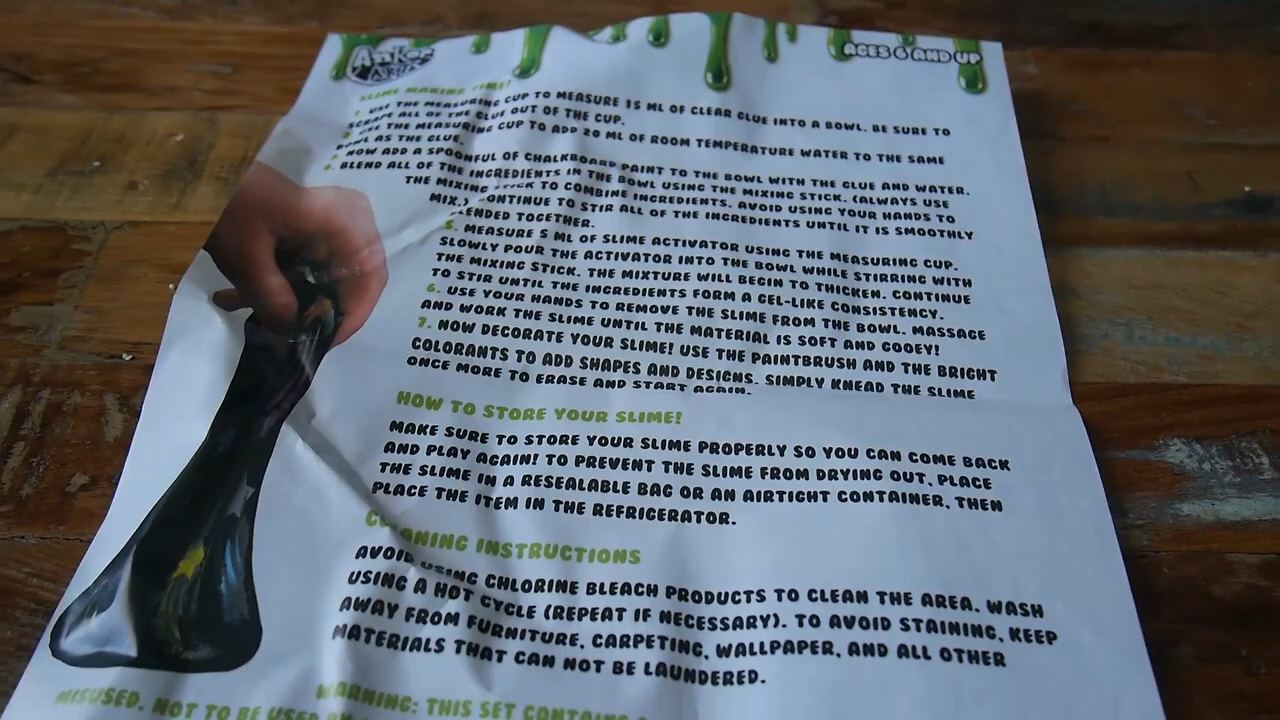 Anker
ART
AGES 6 AND UP
SLIME MAKING TIME!
1. USE THE MEASURING CUP TO MEASURE 15 ML OF CLEAR GLUE INTO A BOWL. BE SURE TO
SCRAPE ALL OF THE GLUE OUT OF THE CUP.
2. USE THE MEASURING CUP TO ADD 20 ML OF ROOM TEMPERATURE WATER TO THE SAME
BOWL AS THE GLUE.
3. NOW ADD A SPOONFUL OF CHALKBOARD PAINT TO THE BOWL WITH THE GLUE AND WATER.
4. BLEND ALL OF THE INGREDIENTS IN THE BOWL USING THE MIXING STICK. (ALWAYS USE
THE MIXING STICK TO COMBINE INGREDIENTS. AVOID USING YOUR HANDS TO
MIX.) CONTINUE TO STIR ALL OF THE INGREDIENTS UNTIL IT IS SMOOTHLY
BLENDED TOGETHER.
5. MEASURE 5 ML OF SLIME ACTIVATOR USING THE MEASURING CUP.
SLOWLY POUR THE ACTIVATOR INTO THE BOWL WHILE STIRRING WITH
THE MIXING STICK. THE MIXTURE WILL BEGIN TO THICKEN. CONTINUE
TO STIR UNTIL THE INGREDIENTS FORM A GEL-LIKE CONSISTENCY.
6. USE YOUR HANDS TO REMOVE THE SLIME FROM THE BOWL. MASSAGE
AND WORK THE SLIME UNTIL THE MATERIAL IS SOFT AND GOOEY!
7. NOW DECORATE YOUR SLIME! USE THE PAINTBRUSH AND THE BRIGHT
COLORANTS TO ADD SHAPES AND DESIGNS. SIMPLY KNEAD THE SLIME
ONCE MORE TO ERASE AND START AGAIN.
HOW TO STORE YOUR SLIME!
MAKE SURE TO STORE YOUR SLIME PROPERLY SO YOU CAN COME BACK
AND PLAY AGAIN! TO PREVENT THE SLIME FROM DRYING OUT, PLACE
THE SLIME IN A RESEALABLE BAG OR AN AIRTIGHT CONTAINER, THEN
PLACE THE ITEM IN THE REFRIGERATOR.
CLEANING INSTRUCTIONS
AVOID USING CHLORINE BLEACH PRODUCTS TO CLEAN THE AREA. WASH
USING A HOT CYCLE (REPEAT IF NECESSARY). TO AVOID STAINING, KEEP
AWAY FROM FURNITURE, CARPETING, WALLPAPER, AND ALL OTHER
MATERIALS THAT CAN NOT BE LAUNDERED.
WARNING: THIS SET CONTAINS
MISUSED. NOT TO BE USED BY